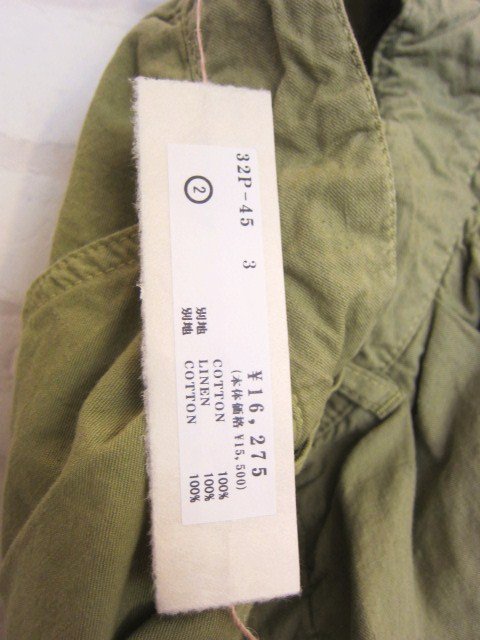 32P-45 3
②
¥16,275
(本体価格 ¥15,500)
COTTON 100%
別地 LINEN 100%
別地 COTTON 100%